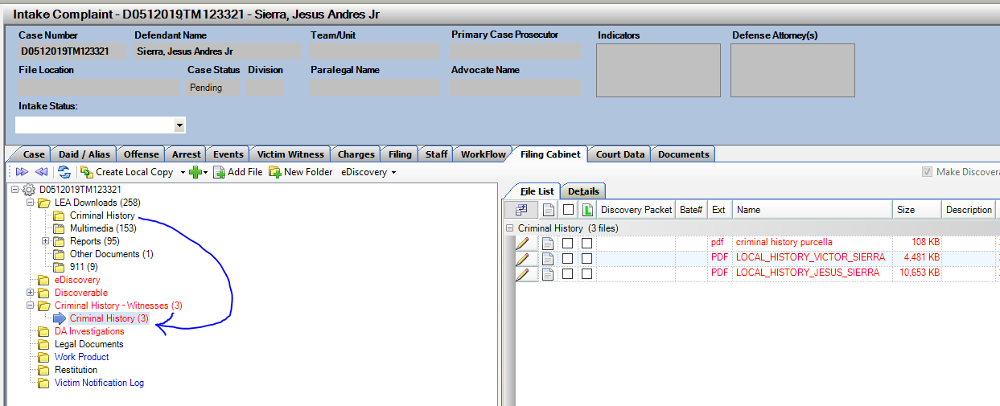 Intake Complaint - D0512019TM123321 - Sierra, Jesus Andres Jr
Case Number Defendant Name Team/Unit Primary Case Prosecutor Indicators Defense Attorney(s)
D0512019TM123321 Sierra, Jesus Andres Jr
File Location Case Status Division Paralegal Name Advocate Name
Pending
Intake Status:
Case Daid / Alias Offense Arrest Events Victim Witness Charges Filing Staff WorkFlow Filing Cabinet Court Data Documents
Create Local Copy Add File New Folder eDiscovery Make Discovera
D0512019TM123321
LEA Downloads (258)
Criminal History
Multimedia (153)
Reports (95)
Other Documents (1)
911 (9)
eDiscovery
Discoverable
Criminal History - Witnesses (3)
Criminal History (3)
DA Investigations
Legal Documents
Work Product
Restitution
Victim Notification Log
File List Details
L Discovery Packet Bate# Ext Name Size Description
Criminal History (3 files)
pdf criminal history purcella 108 KB
PDF LOCAL_HISTORY_VICTOR_SIERRA 4,481 KB
PDF LOCAL_HISTORY_JESUS_SIERRA 10,653 KB